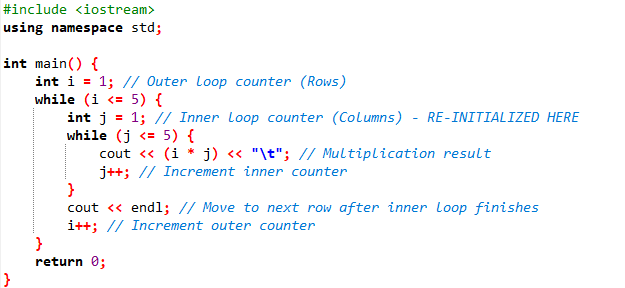 #include <iostream>
using namespace std;
int main() {
int i = 1; // Outer loop counter (Rows)
while (i <= 5) {
int j = 1; // Inner loop counter (Columns) - RE-INITIALIZED HERE
while (j <= 5) {
cout << (i * j) << "\t"; // Multiplication result
j++; // Increment inner counter
}
cout << endl; // Move to next row after inner loop finishes
i++; // Increment outer counter
}
return 0;
}